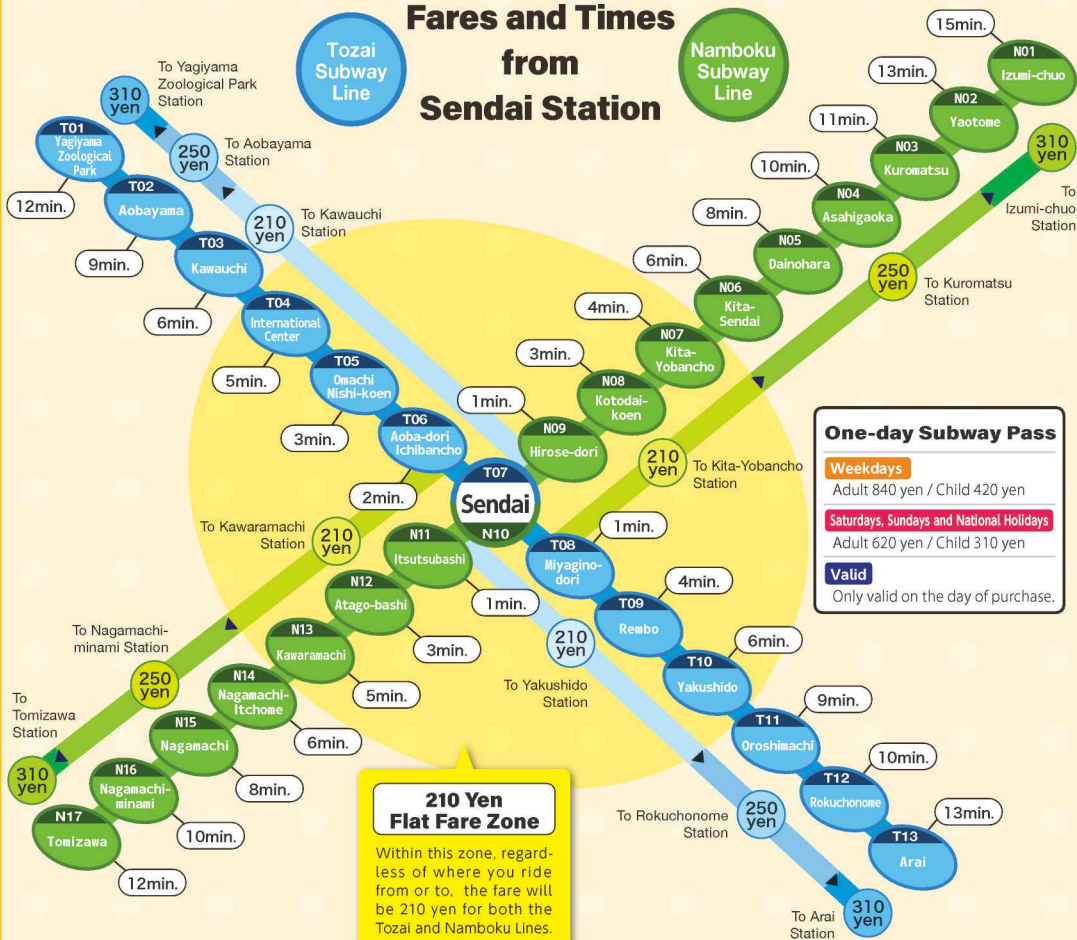 Fares and Times
from
Sendai Station
Tozai
Subway
Line
Namboku
Subway
Line
To Yagiyama
Zoological Park
Station
310
yen
To Aobayama
Station
250
yen
To Kawauchi
Station
210
yen
T01
Yagiyama
Zoological
Park
12min.
T02
Aobayama
9min.
T03
Kawauchi
6min.
T04
International
Center
5min.
T05
Omachi
Nishi-koen
3min.
T06
Aoba-dori
Ichibancho
2min.
T07
Sendai
N10
15min.
N01
Izumi-chuo
13min.
N02
Yaotome
11min.
N03
Kuromatsu
10min.
N04
Asahigaoka
8min.
N05
Dainohara
6min.
N06
Kita-
Sendai
4min.
N07
Kita-
Yobancho
3min.
N08
Kotodai-
koen
1min.
N09
Hirose-dori
310
yen
To
Izumi-chuo
Station
250
yen
To Kuromatsu
Station
210
yen
To Kita-Yobancho
Station
One-day Subway Pass
Weekdays
Adult 840 yen / Child 420 yen
Saturdays, Sundays and National Holidays
Adult 620 yen / Child 310 yen
Valid
Only valid on the day of purchase.
To Kawaramachi
Station
210
yen
To Nagamachi-
minami Station
250
yen
To
Tomizawa
Station
310
yen
N11
Itsutsubashi
1min.
N12
Atago-bashi
3min.
N13
Kawaramachi
5min.
N14
Nagamachi-
Itchome
6min.
N15
Nagamachi
8min.
N16
Nagamachi-
minami
10min.
N17
Tomizawa
12min.
T08
Miyagino-
dori
1min.
T09
Rembo
4min.
T10
Yakushido
6min.
T11
Oroshimachi
9min.
T12
Rokuchonome
10min.
T13
Arai
13min.
210
yen
To Yakushido
Station
250
yen
To Rokuchonome
Station
310
yen
To Arai
Station
210 Yen
Flat Fare Zone
Within this zone, regard-
less of where you ride
from or to, the fare will
be 210 yen for both the
Tozai and Namboku Lines.